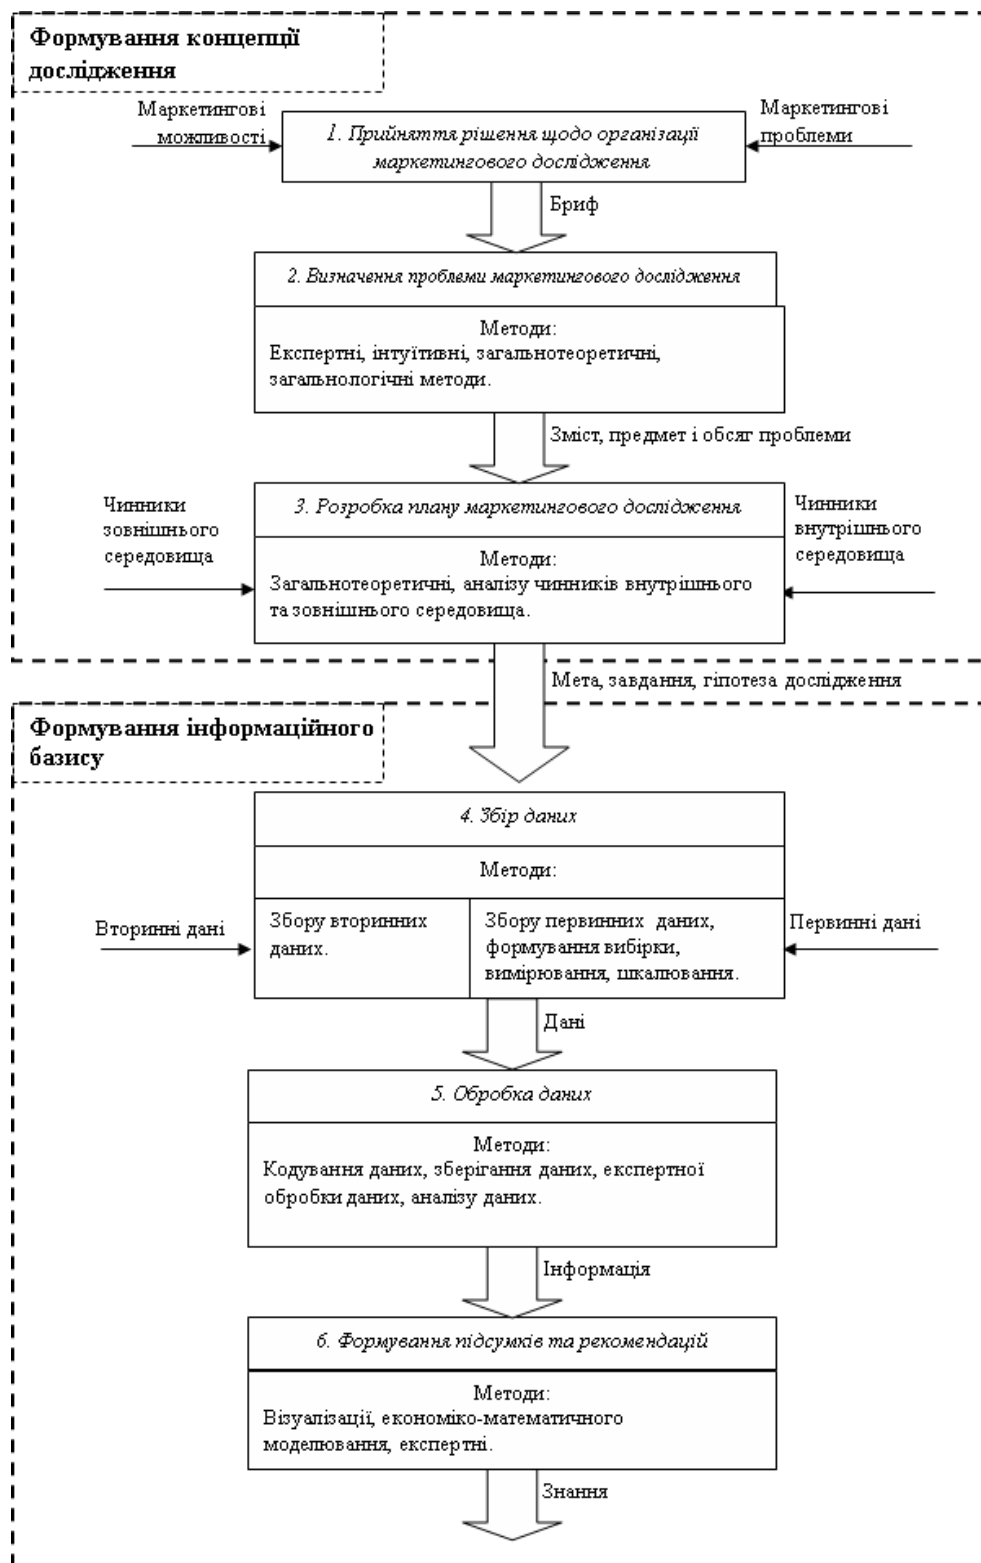 Формування концепції
дослідження
Маркетингові
можливості
Маркетингові
проблеми
1. Прийняття рішення щодо організації
маркетингового дослідження
Бриф
2. Визначення проблеми маркетингового дослідження
Методи:
Експертні, інтуїтивні, загальнотеоретичні,
загальнологічні методи.
Зміст, предмет і обсяг проблеми
Чинники
зовнішнього
середовища
3. Розробка плану маркетингового дослідження
Чинники
внутрішнього
середовища
Методи:
Загальнотеоретичні, аналізу чинників внутрішнього
та зовнішнього середовища.
Мета, завдання, гіпотеза дослідження
Формування інформаційного
базису
4. Збір даних
Методи:
Вторинні дані
Збору вторинних
даних.
Збору первинних даних,
формування вибірки,
вимірювання, шкалювання.
Первинні дані
Дані
5. Обробка даних
Методи:
Кодування даних, зберігання даних, експертної
обробки даних, аналізу даних.
Інформація
6. Формування підсумків та рекомендацій
Методи:
Візуалізації, економіко-математичного
моделювання, експертні.
Знання